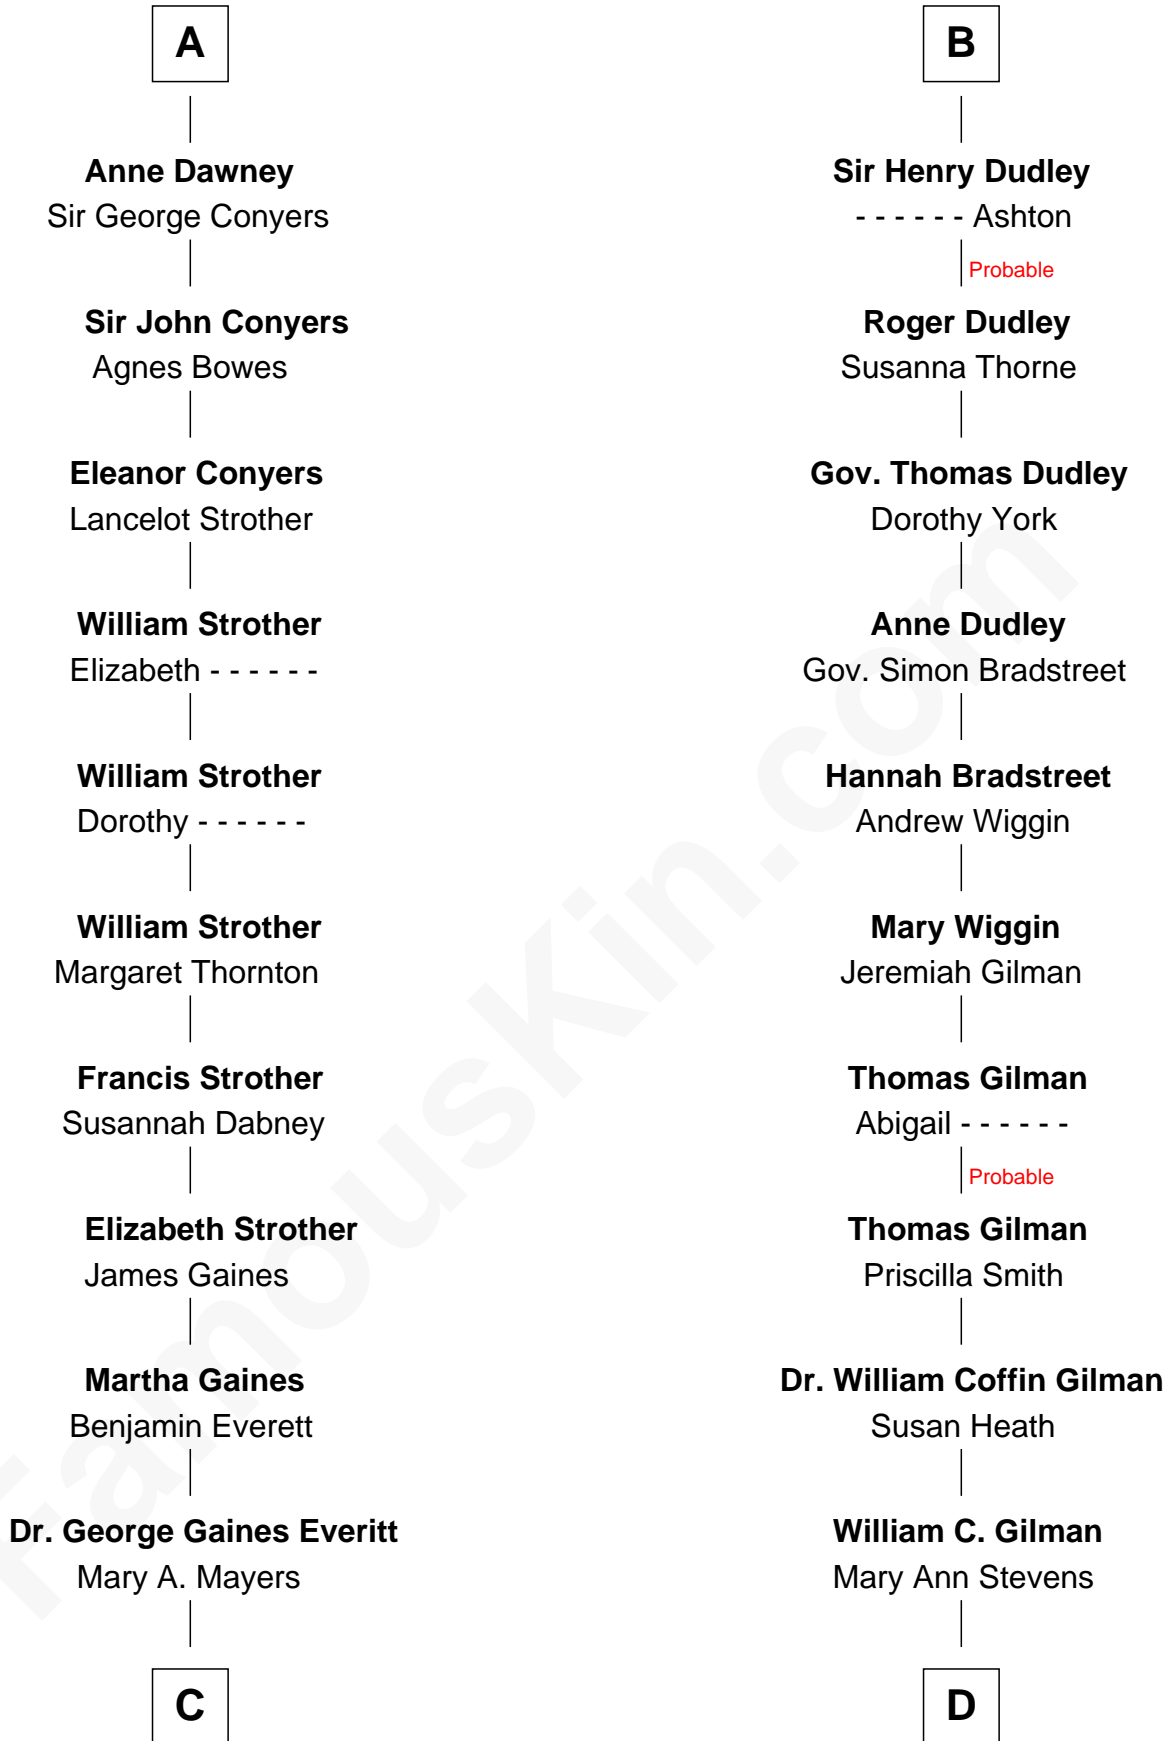 A
Anne Dawney
Sir George Conyers
Sir John Conyers
Agnes Bowes
Eleanor Conyers
Lancelot Strother
William Strother
Elizabeth - - - - - -
William Strother
Dorothy - - - - - -
William Strother
Margaret Thornton
Francis Strother
Susannah Dabney
Elizabeth Strother
James Gaines
Martha Gaines
Benjamin Everett
Dr. George Gaines Everitt
Mary A. Mayers
C
B
Sir Henry Dudley
- - - - - - Ashton
Probable
Roger Dudley
Susanna Thorne
Gov. Thomas Dudley
Dorothy York
Anne Dudley
Gov. Simon Bradstreet
Hannah Bradstreet
Andrew Wiggin
Mary Wiggin
Jeremiah Gilman
Thomas Gilman
Abigail - - - - - -
Probable
Thomas Gilman
Priscilla Smith
Dr. William Coffin Gilman
Susan Heath
William C. Gilman
Mary Ann Stevens
D
FamousKin.com